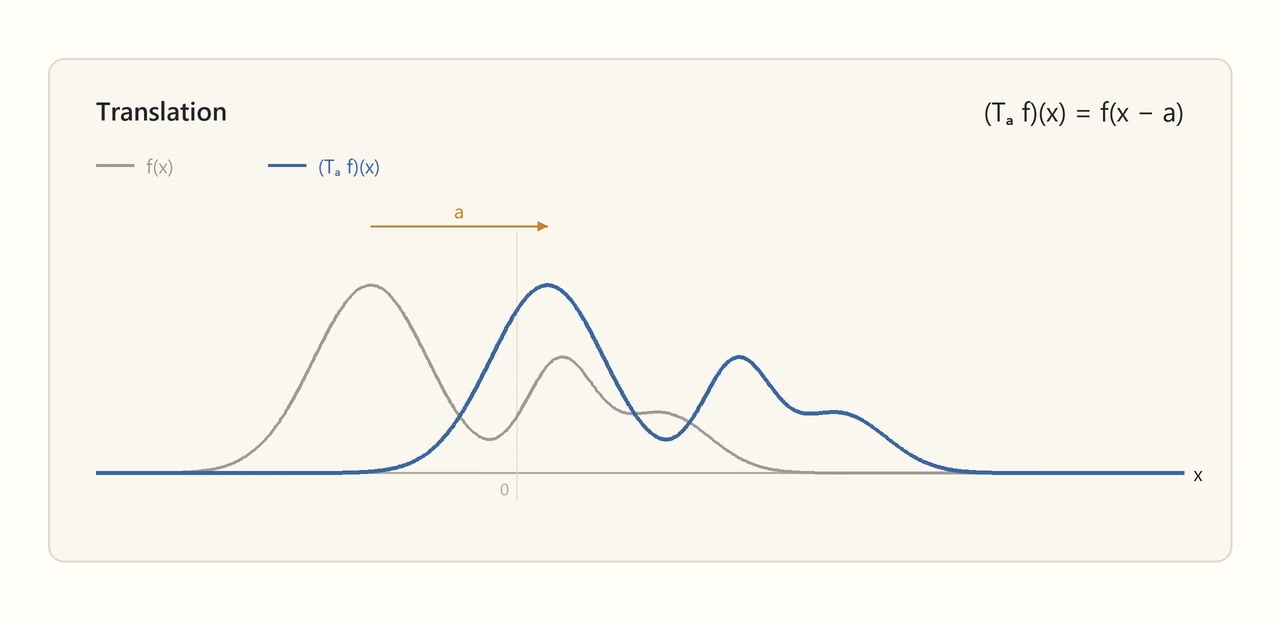 Translation
(Tₐ f)(x) = f(x − a)
f(x)
(Tₐ f)(x)
a
0
x